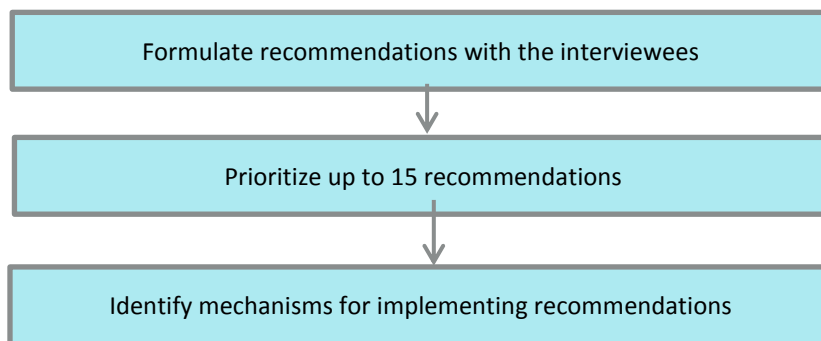 Formulate recommendations with the interviewees
Prioritize up to 15 recommendations
Identify mechanisms for implementing recommendations